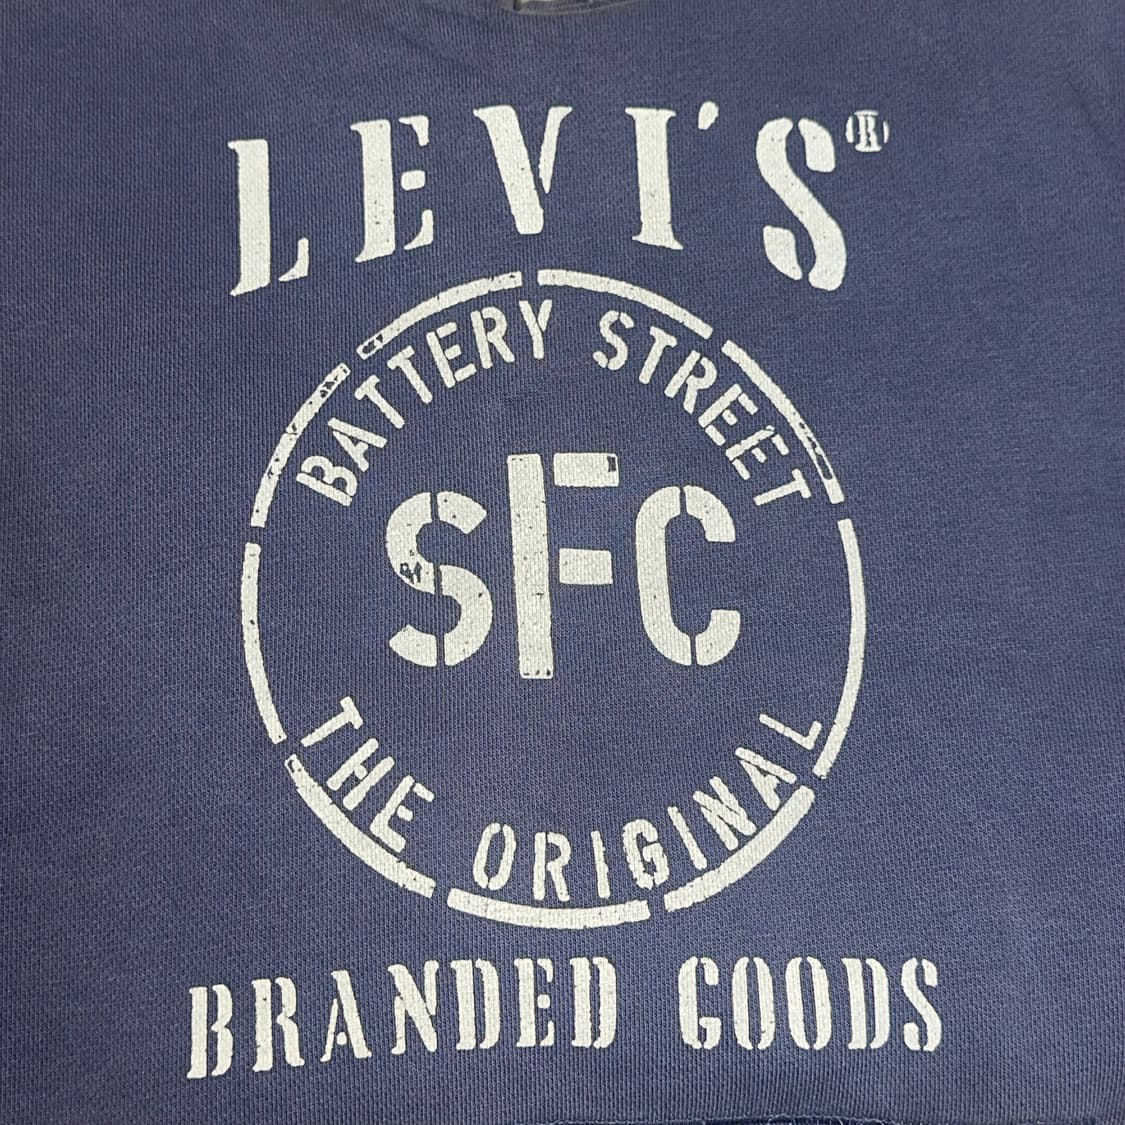 LEVI'S®
BATTERY STREET
SFC
THE ORIGINAL
BRANDED GOODS